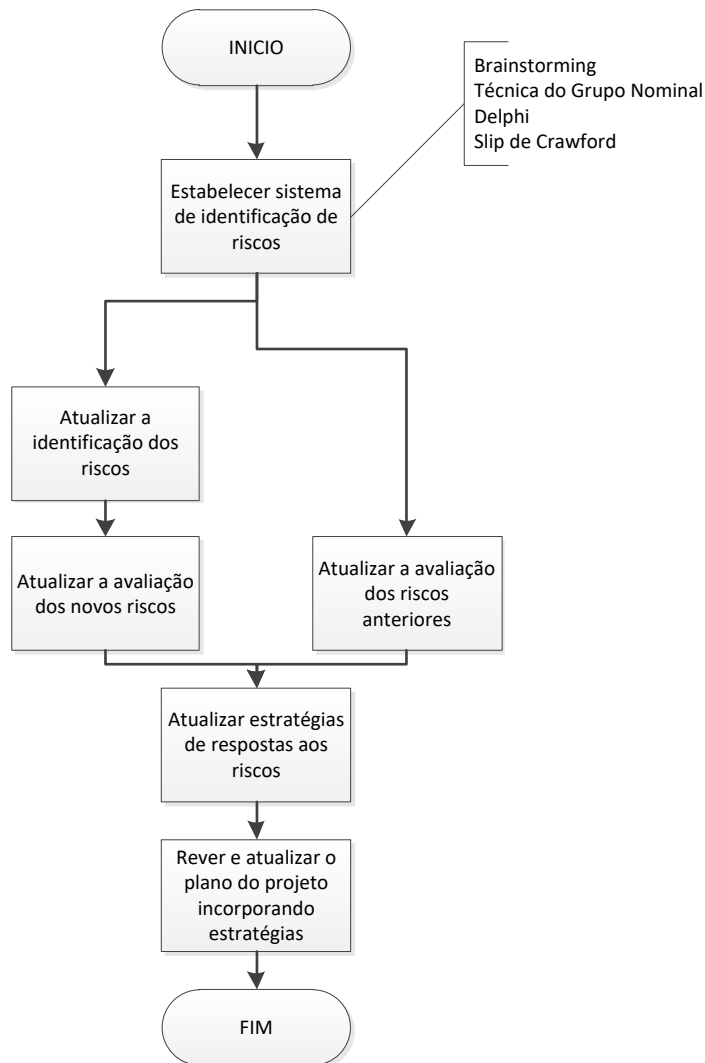 INICIO
Brainstorming
Técnica do Grupo Nominal
Delphi
Slip de Crawford
Estabelecer sistema
de identificação de
riscos
Atualizar a
identificação dos
riscos
Atualizar a avaliação
dos novos riscos
Atualizar a avaliação
dos riscos
anteriores
Atualizar estratégias
de respostas aos
riscos
Rever e atualizar o
plano do projeto
incorporando
estratégias
FIM